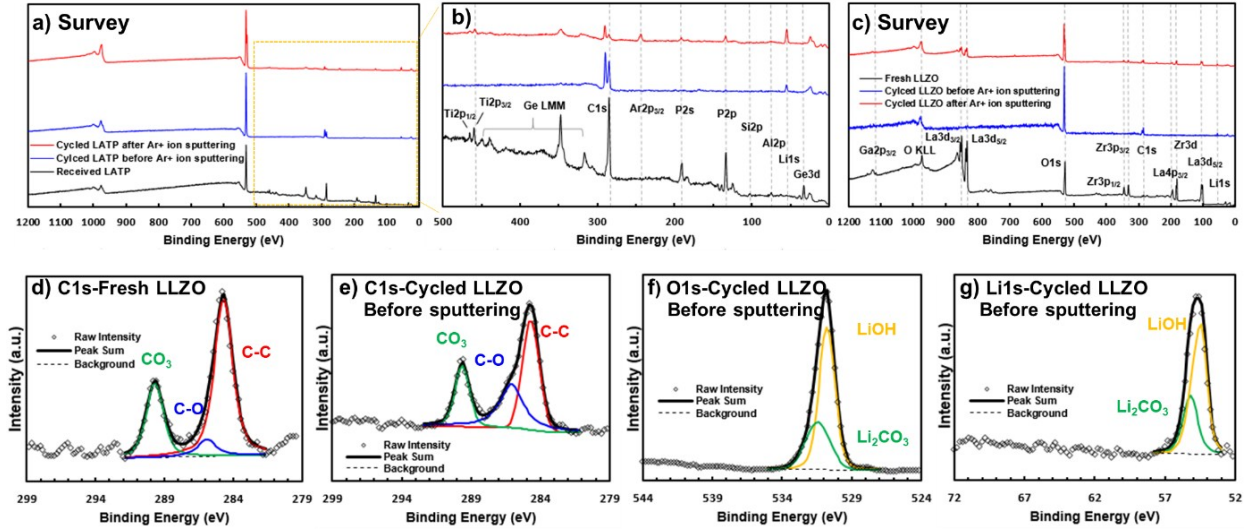 a) Survey
Cycled LATP after Ar+ ion sputtering
Cylced LATP before Ar+ ion sputtering
Received LATP
1200 1100 1000 900 800 700 600 500 400 300 200 100 0
Binding Energy (eV)
b)
Ti2p1/2
Ti2p3/2
Ge LMM
C1s
Ar2p3/2
P2s
P2p
Si2p
Al2p
Li1s
Ge3d
500 400 300 200 100 0
Binding Energy (eV)
c) Survey
Fresh LLZO
Cylced LLZO before Ar+ ion sputtering
Cycled LLZO after Ar+ ion sputtering
Ga2p3/2
O KLL
La3d3/2
La3d5/2
O1s
Zr3p1/2
Zr3p3/2
C1s
La4p3/2
Zr3d
La3d5/2
Li1s
1200 1100 1000 900 800 700 600 500 400 300 200 100 0
Binding Energy (eV)
d) C1s-Fresh LLZO
Raw Intensity
Peak Sum
Background
CO3
C-O
C-C
Intensity (a.u.)
299 294 289 284 279
Binding Energy (eV)
e) C1s-Cycled LLZO
Before sputtering
CO3
C-O
C-C
Raw Intensity
Peak Sum
Background
Intensity (a.u.)
299 294 289 284 279
Binding Energy (eV)
f) O1s-Cycled LLZO
Before sputtering
LiOH
Li2CO3
Raw Intensity
Peak Sum
Background
Intensity (a.u.)
544 539 534 529 524
Binding Energy (eV)
g) Li1s-Cycled LLZO
Before sputtering
LiOH
Li2CO3
Raw Intensity
Peak Sum
Background
Intensity (a.u.)
72 67 62 57 52
Binding Energy (eV)